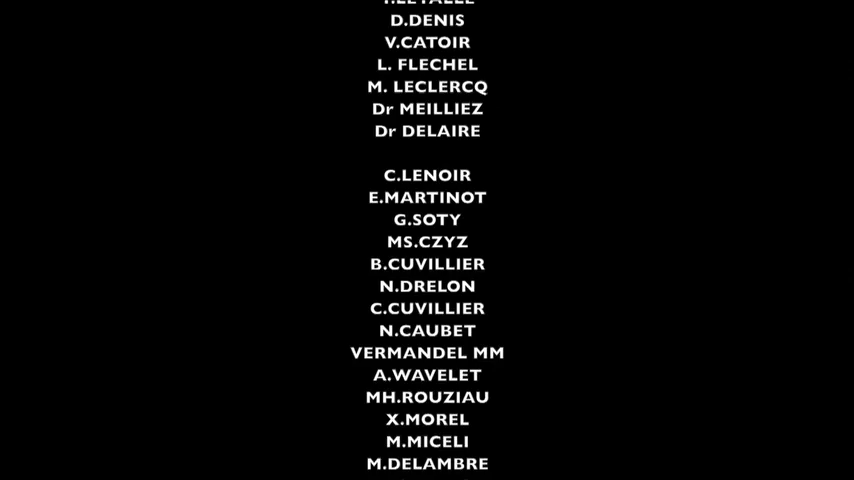 D.DENIS
V.CATOIR
L. FLECHEL
M. LECLERCQ
Dr MEILLIEZ
Dr DELAIRE
C.LENOIR
E.MARTINOT
G.SOTY
MS.CZYZ
B.CUVILLIER
N.DRELON
C.CUVILLIER
N.CAUBET
VERMANDEL MM
A.WAVELET
MH.ROUZIAU
X.MOREL
M.MICELI
M.DELAMBRE